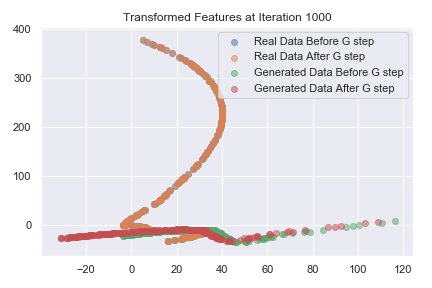 Transformed Features at Iteration 1000
Real Data Before G step
Real Data After G step
Generated Data Before G step
Generated Data After G step
400
300
200
100
0
−20
0
20
40
60
80
100
120